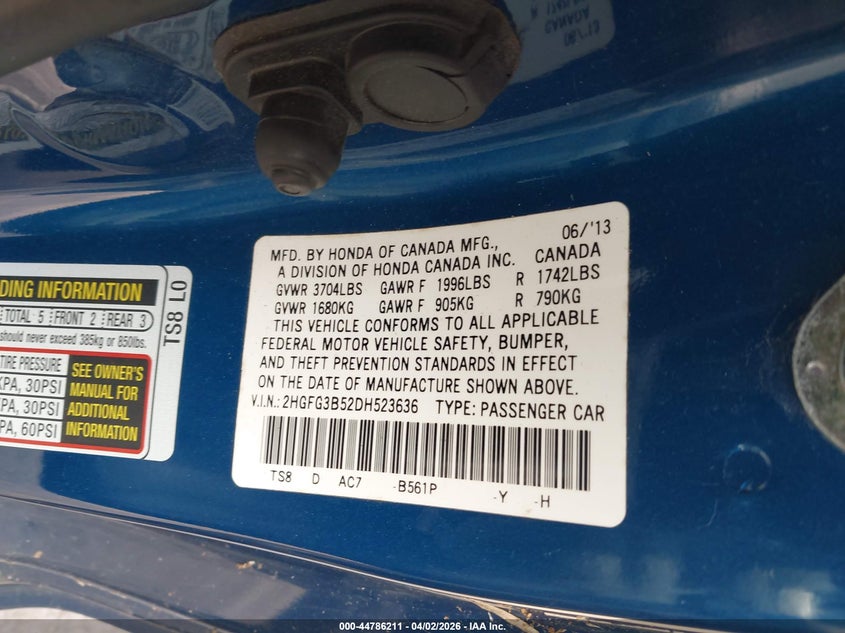 06/'13
MFD. BY HONDA OF CANADA MFG.,
A DIVISION OF HONDA CANADA INC. CANADA
GVWR 3704LBS GAWR F 1996LBS R 1742LBS
GVWR 1680KG GAWR F 905KG R 790KG
THIS VEHICLE CONFORMS TO ALL APPLICABLE
FEDERAL MOTOR VEHICLE SAFETY, BUMPER,
AND THEFT PREVENTION STANDARDS IN EFFECT
ON THE DATE OF MANUFACTURE SHOWN ABOVE.
V.I.N.: 2HGFG3B52DH523636 TYPE: PASSENGER CAR
TS8 D AC7 -B561P -Y -H
DING INFORMATION
TOTAL 5 FRONT 2 REAR 3
should never exceed 385kg or 850lbs.
TIRE PRESSURE
KPA, 30PSI
KPA, 30PSI
PA, 60PSI
SEE OWNER'S
MANUAL FOR
ADDITIONAL
INFORMATION
TS8 L0
000-44786211 - 04/02/2026 - IAA Inc.